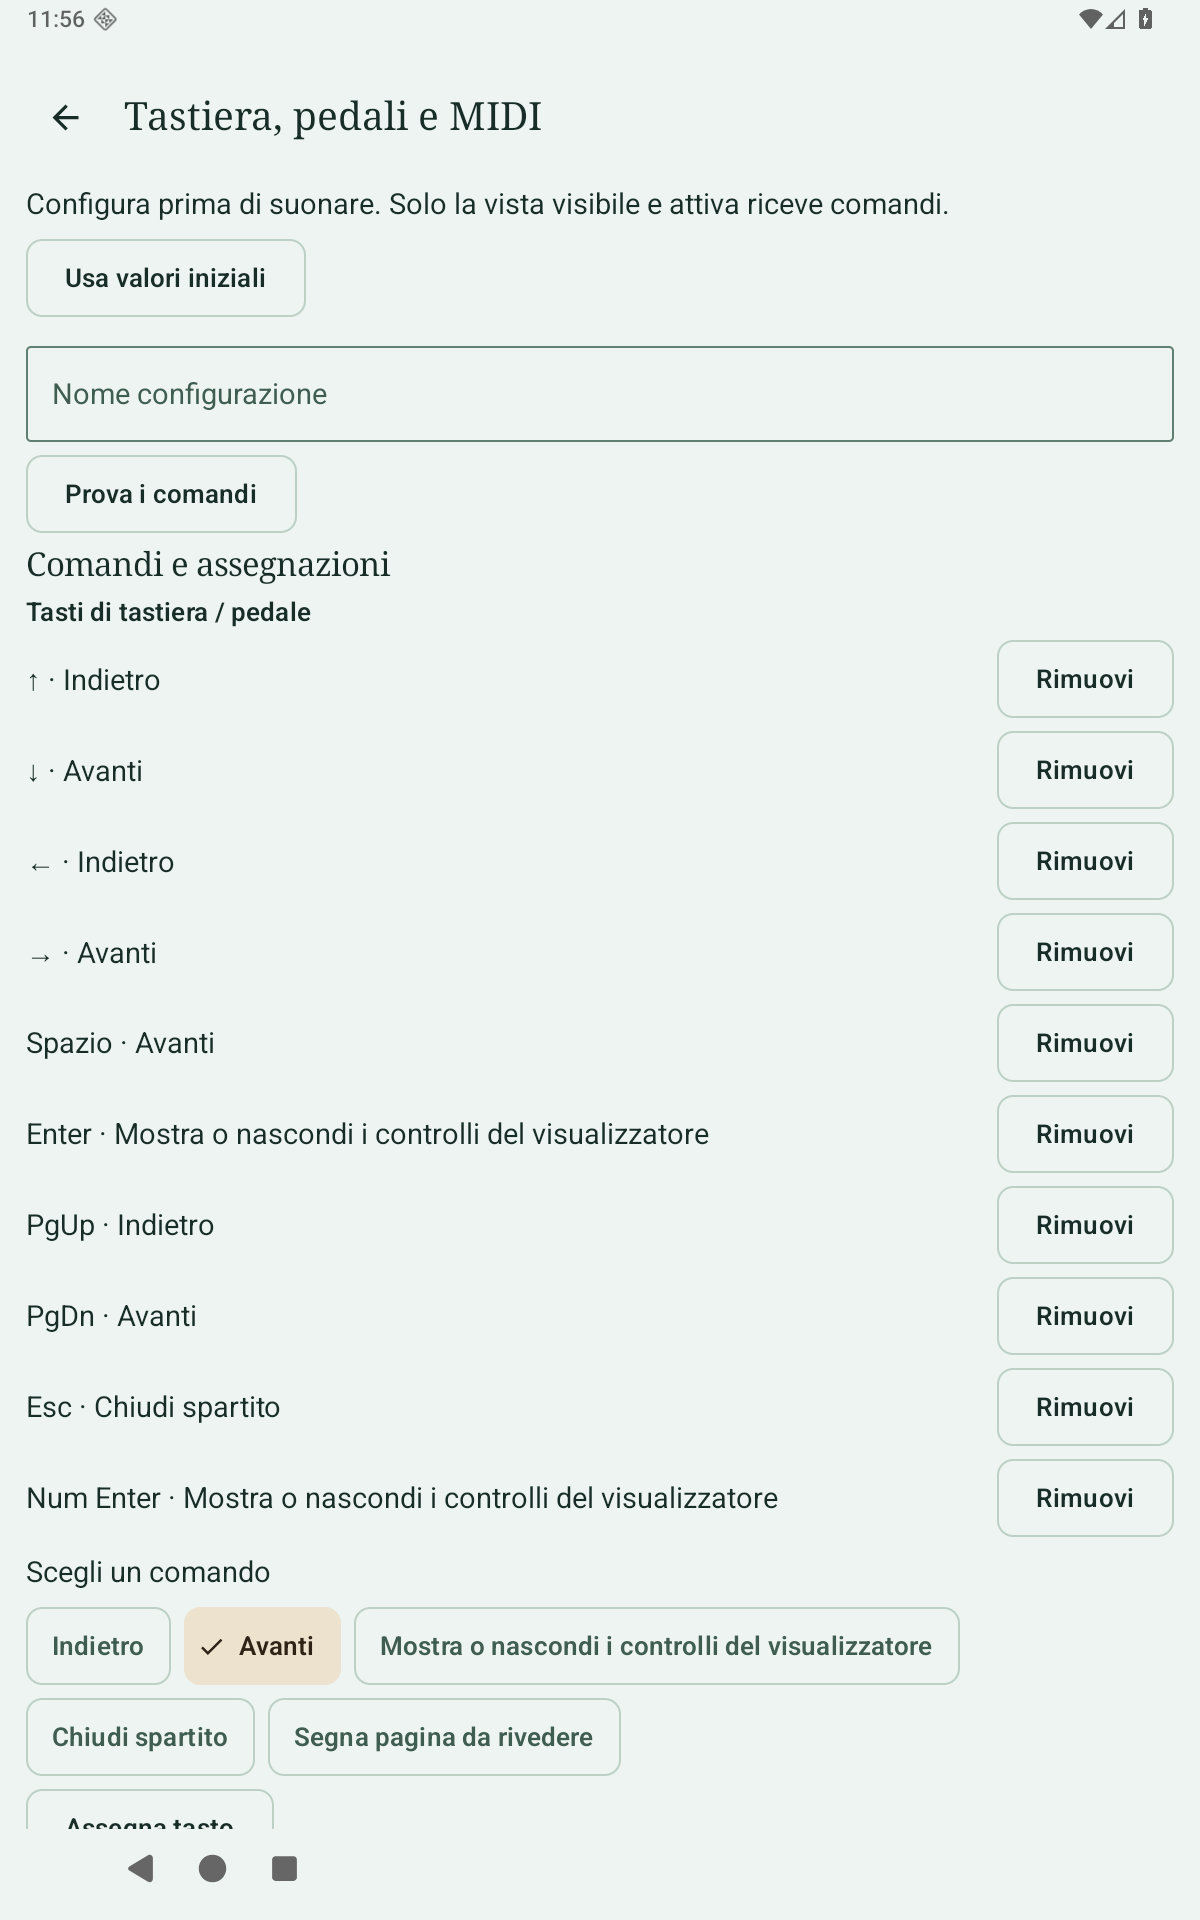 11:56
Tastiera, pedali e MIDI
Configura prima di suonare. Solo la vista visibile e attiva riceve comandi.
Usa valori iniziali
Nome configurazione
Prova i comandi
Comandi e assegnazioni
Tasti di tastiera / pedale
↑ · Indietro Rimuovi
↓ · Avanti Rimuovi
← · Indietro Rimuovi
→ · Avanti Rimuovi
Spazio · Avanti Rimuovi
Enter · Mostra o nascondi i controlli del visualizzatore Rimuovi
PgUp · Indietro Rimuovi
PgDn · Avanti Rimuovi
Esc · Chiudi spartito Rimuovi
Num Enter · Mostra o nascondi i controlli del visualizzatore Rimuovi
Scegli un comando
Indietro Avanti Mostra o nascondi i controlli del visualizzatore
Chiudi spartito Segna pagina da rivedere
Assegna tasto